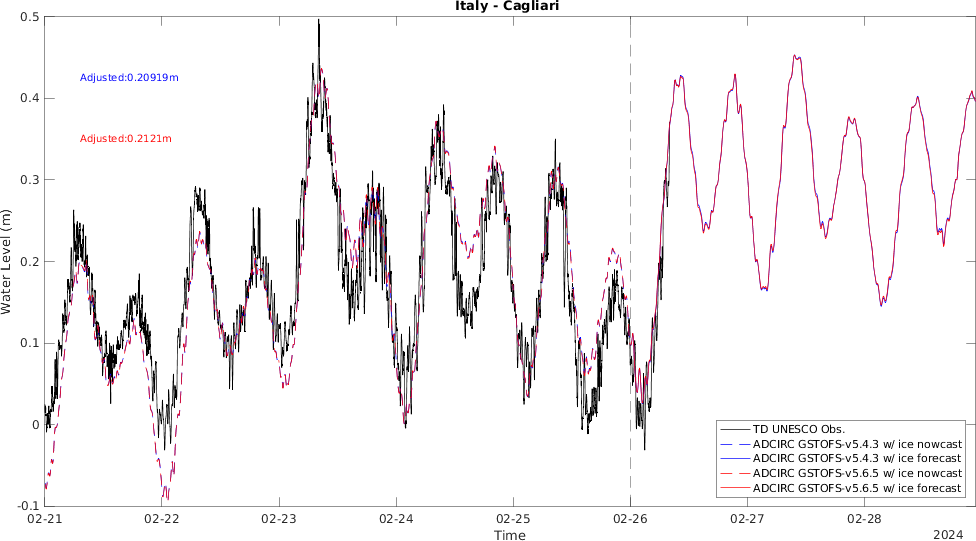 Italy - Cagliari
0.5
Adjusted:0.20919m
0.4
Adjusted:0.2121m
0.3
0.2
0.1
0
-0.1
Water Level (m)
TD UNESCO Obs.
ADCIRC GSTOFS-v5.4.3 w/ ice nowcast
ADCIRC GSTOFS-v5.4.3 w/ ice forecast
ADCIRC GSTOFS-v5.6.5 w/ ice nowcast
ADCIRC GSTOFS-v5.6.5 w/ ice forecast
02-21 02-22 02-23 02-24 02-25 02-26 02-27 02-28
Time
2024